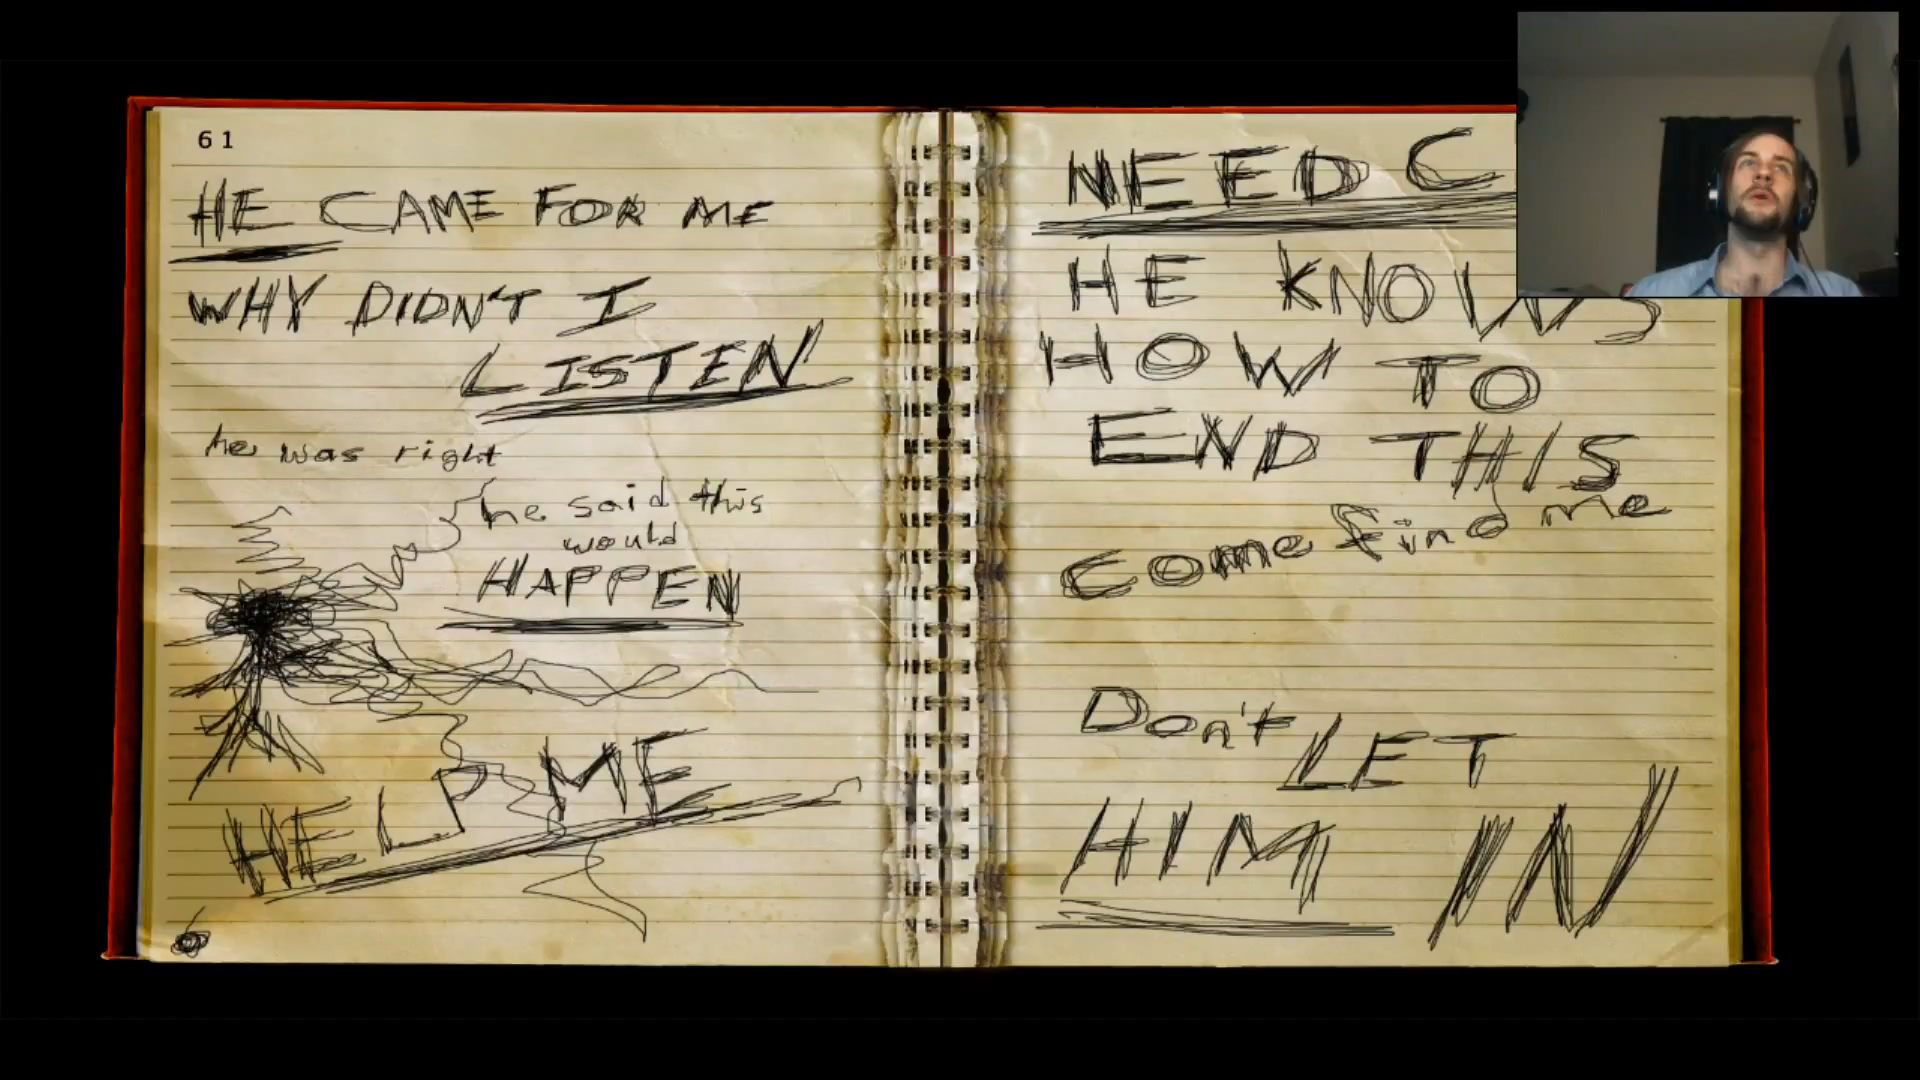 61
HE CAME FOR ME
WHY DIDN'T I
LISTEN
he was right
he said this
would
HAPPEN
HELP ME
NEED C
HE KNOWS
HOW TO
END THIS
come find me
Don't LET
HIM IN